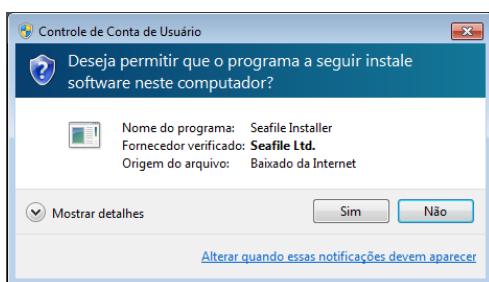 Controle de Conta de Usuário
Deseja permitir que o programa a seguir instale
software neste computador?
Nome do programa: Seafile Installer
Fornecedor verificado: Seafile Ltd.
Origem do arquivo: Baixado da Internet
Mostrar detalhes
Sim
Não
Alterar quando essas notificações devem aparecer